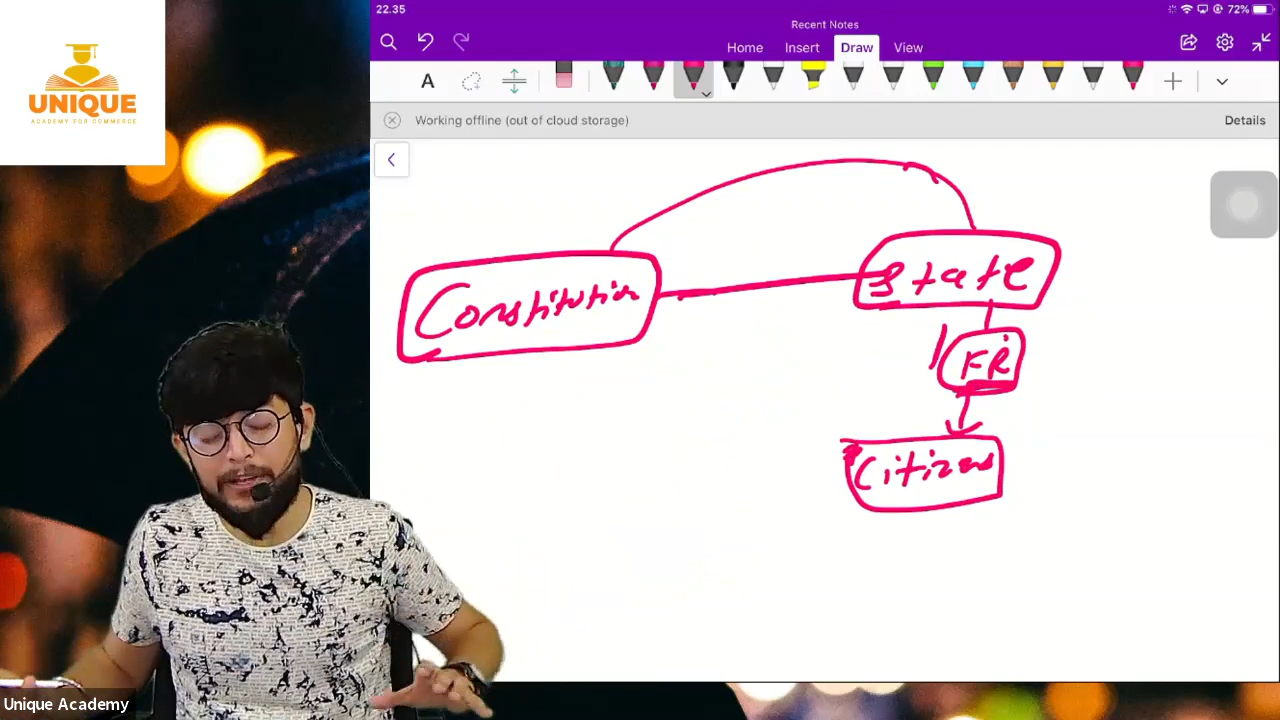 22.35
72%
Recent Notes
Home Insert Draw View
A
Working offline (out of cloud storage)
Details
UNIQUE
ACADEMY FOR COMMERCE
State
Constitution
FR
Citizens
Unique Academy